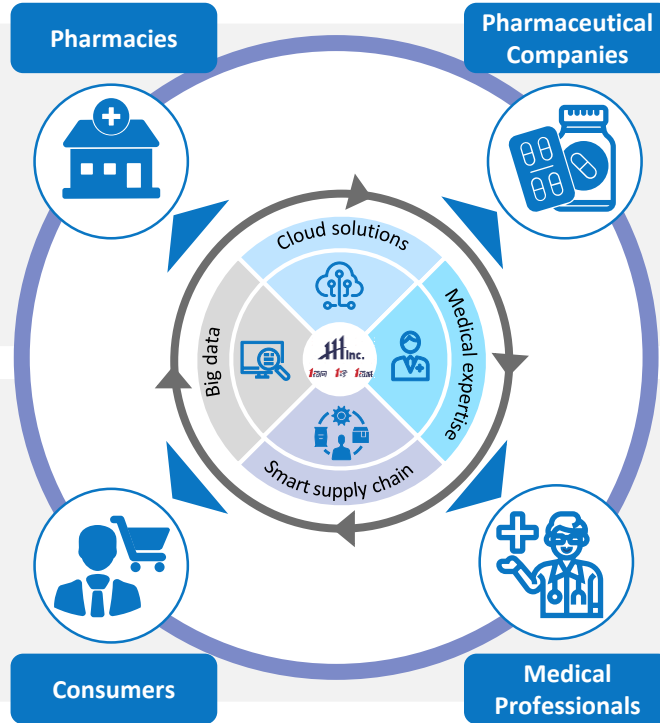 Pharmacies
Pharmaceutical
Companies
Cloud solutions
Big data
Medical expertise
Inc.
Smart supply chain
Consumers
Medical
Professionals